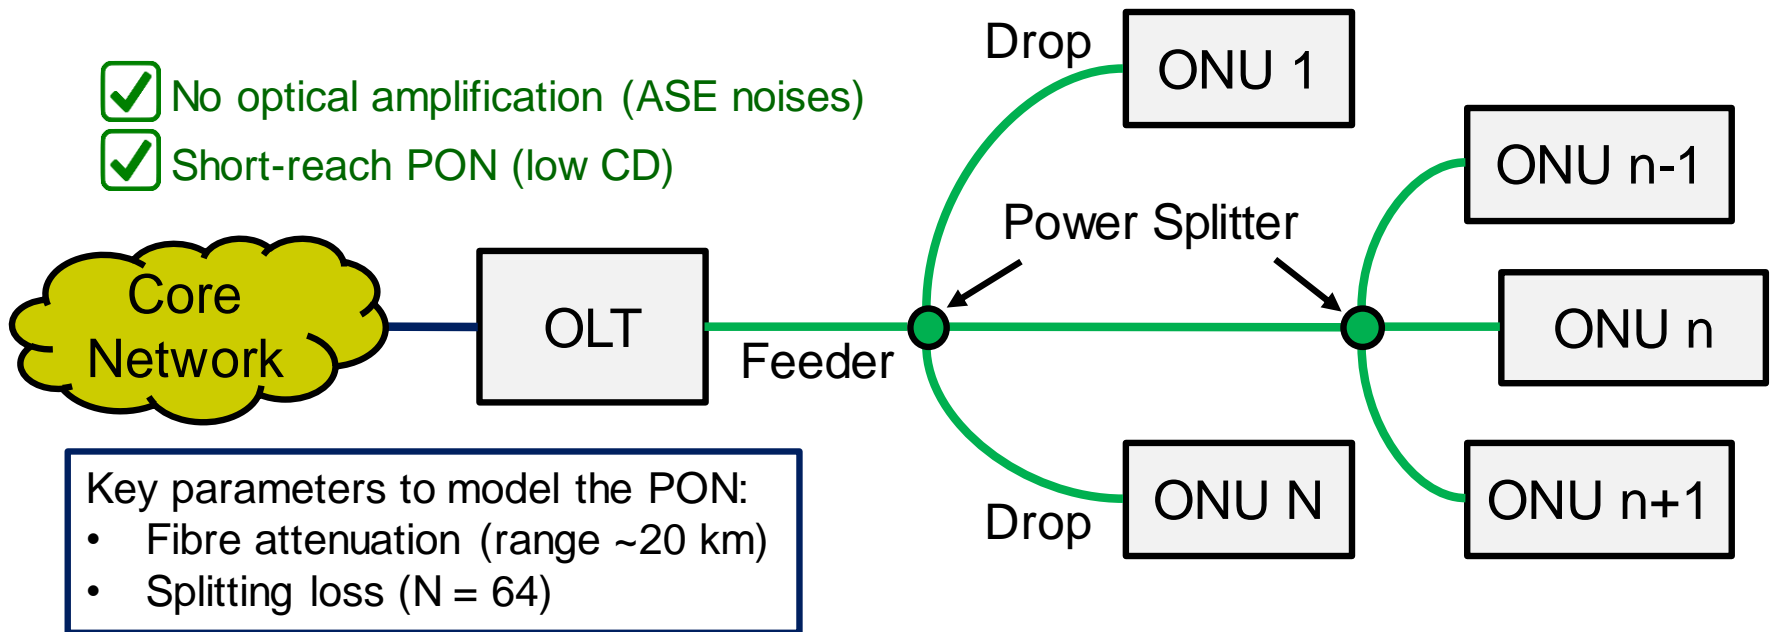 No optical amplification (ASE noises)
Short-reach PON (low CD)
Core
Network
OLT
Feeder
Drop
ONU 1
Power Splitter
ONU n-1
ONU n
ONU n+1
Drop
ONU N
Key parameters to model the PON:
• Fibre attenuation (range ~20 km)
• Splitting loss (N = 64)